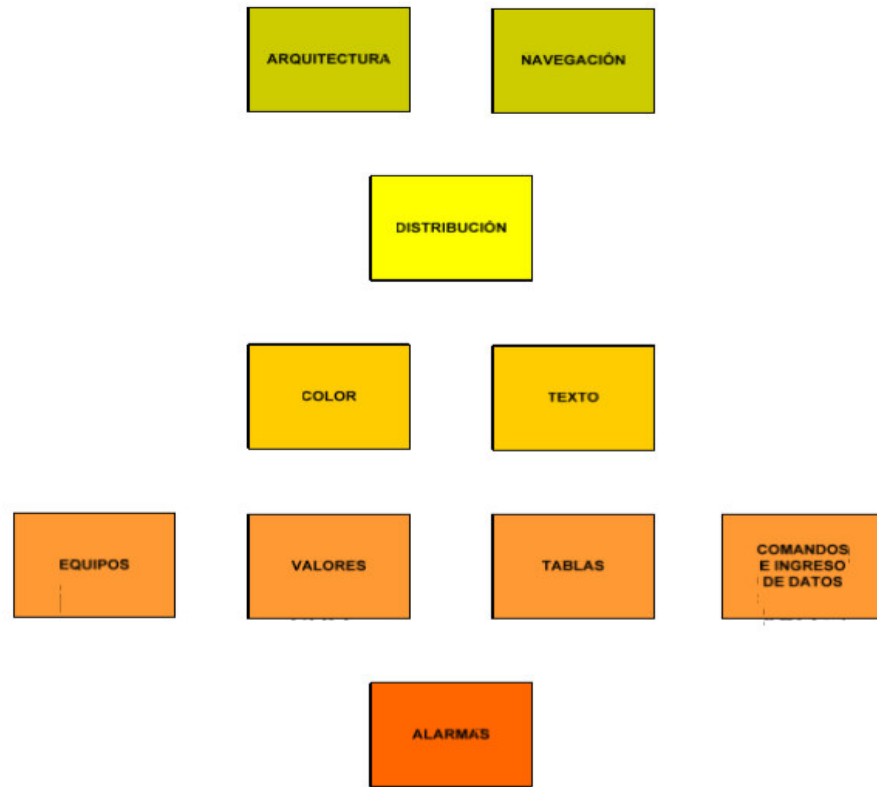 ARQUITECTURA
NAVEGACIÓN
DISTRIBUCIÓN
COLOR
TEXTO
EQUIPOS
VALORES
TABLAS
COMANDOS
E INGRESO
DE DATOS
ALARMAS